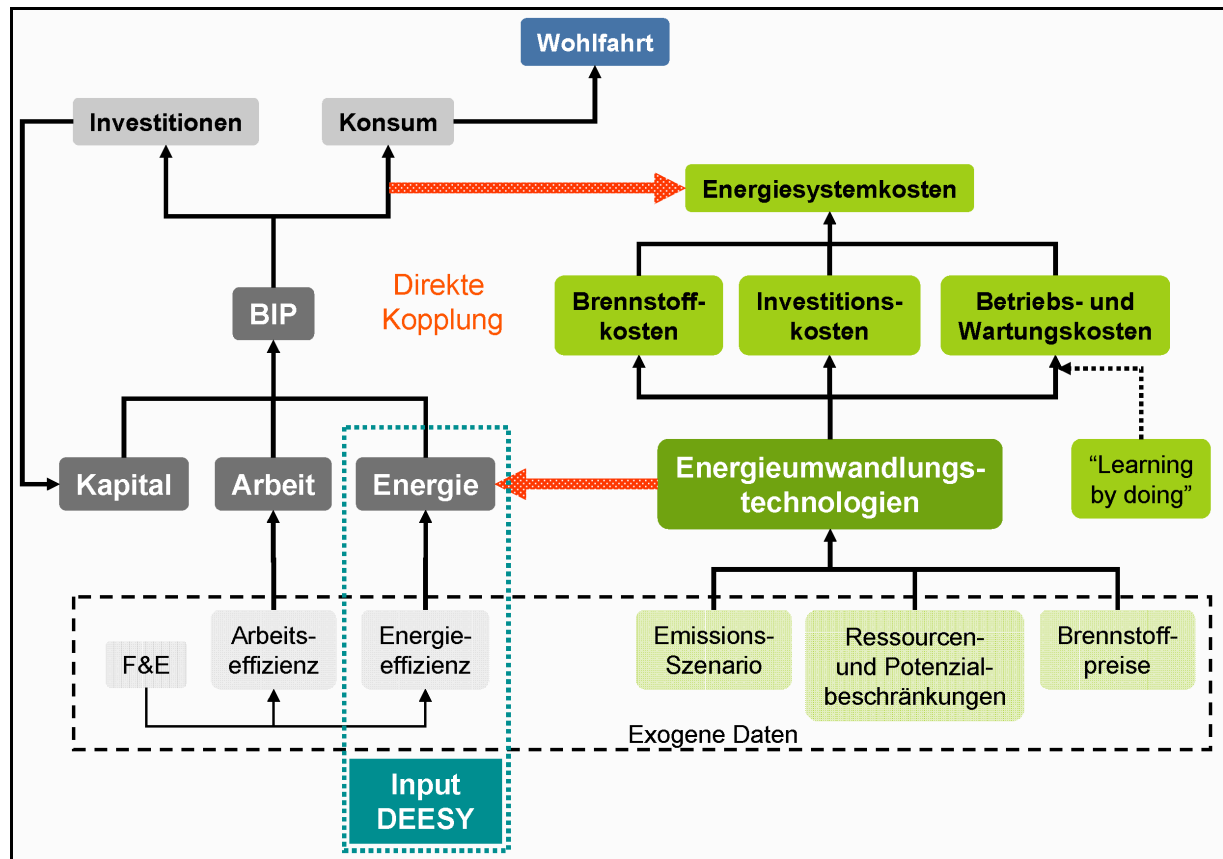 Wohlfahrt
Investitionen
Konsum
Energiesystemkosten
Direkte
Kopplung
BIP
Brennstoff-
kosten
Investitions-
kosten
Betriebs- und
Wartungskosten
Kapital
Arbeit
Energie
Energieumwandlungs-
technologien
“Learning
by doing”
F&E
Arbeits-
effizienz
Energie-
effizienz
Emissions-
Szenario
Ressourcen-
und Potenzial-
beschränkungen
Brennstoff-
preise
Exogene Daten
Input
DEESY